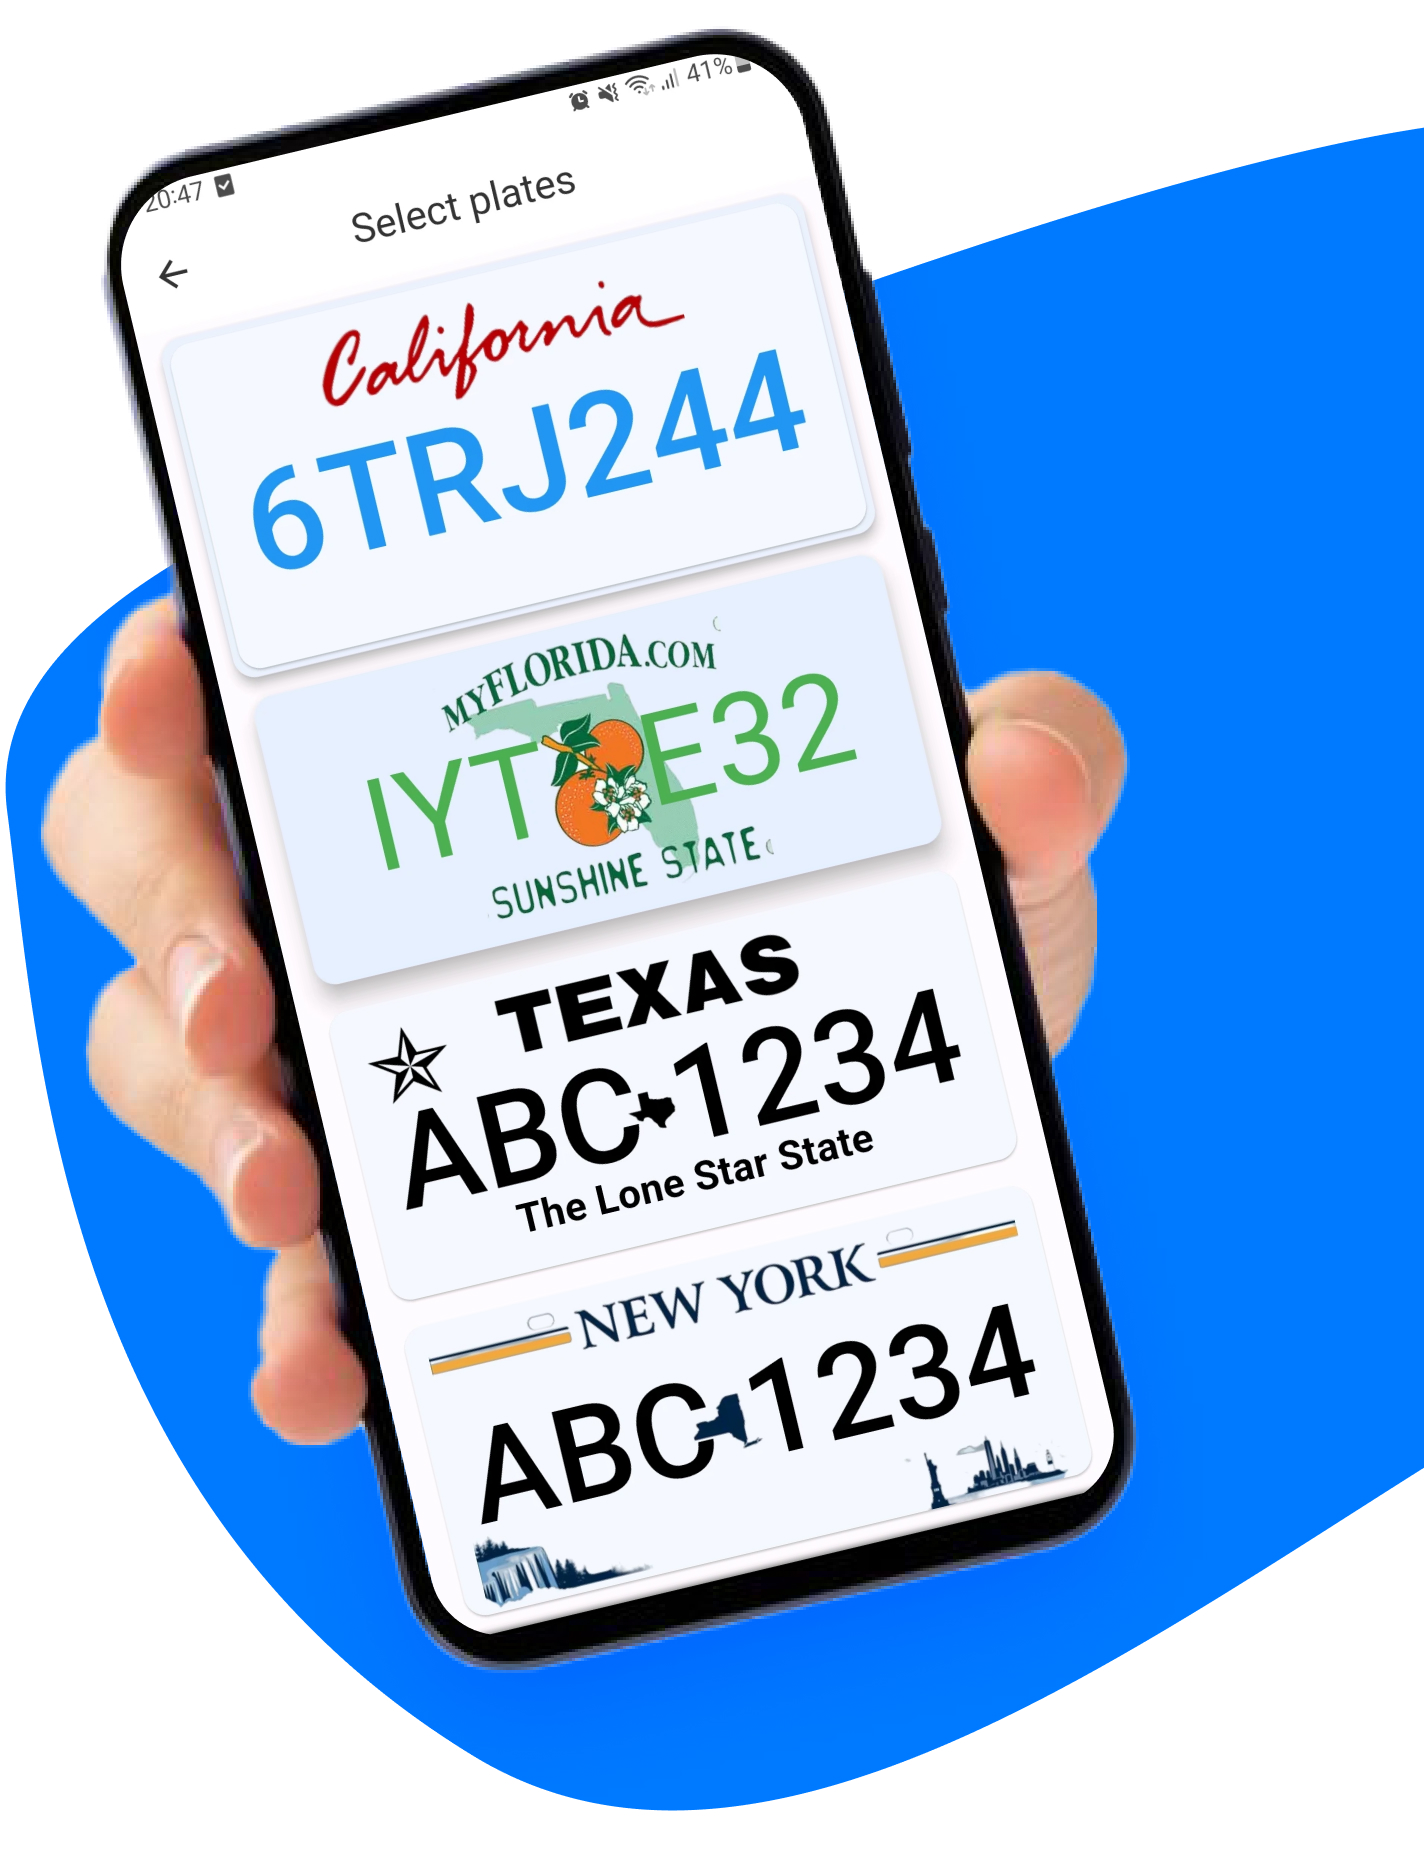 20:47
41%
Select plates
California
6TRJ244
MYFLORIDA.COM
IYT E32
SUNSHINE STATE
TEXAS
ABC 1234
The Lone Star State
NEW YORK
ABC 1234